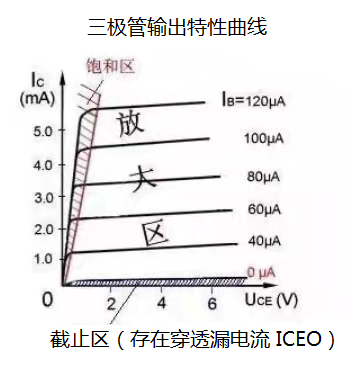 三极管输出特性曲线
饱和区
IC
(mA)
IB=120μA
放
5.0
100μA
4.0
大
80μA
3.0
60μA
2.0
区
40μA
1.0
0 μA
0
2
4
6
UCE (V)
截止区（存在穿透漏电流 ICEO）